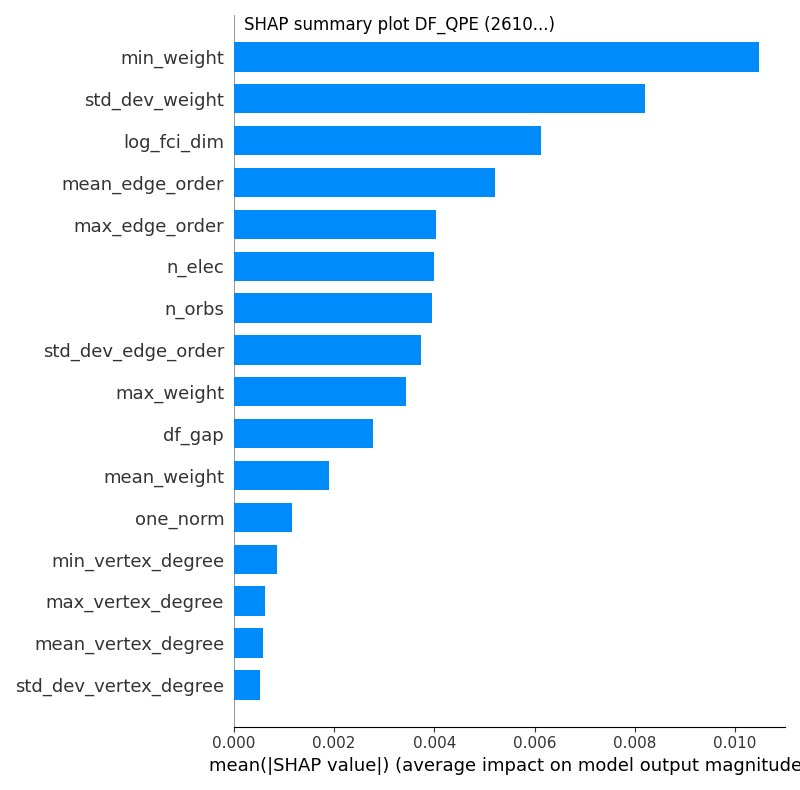 SHAP summary plot DF_QPE (2610...)
min_weight
std_dev_weight
log_fci_dim
mean_edge_order
max_edge_order
n_elec
n_orbs
std_dev_edge_order
max_weight
df_gap
mean_weight
one_norm
min_vertex_degree
max_vertex_degree
mean_vertex_degree
std_dev_vertex_degree
0.000 0.002 0.004 0.006 0.008 0.010
mean(|SHAP value|) (average impact on model output magnitude